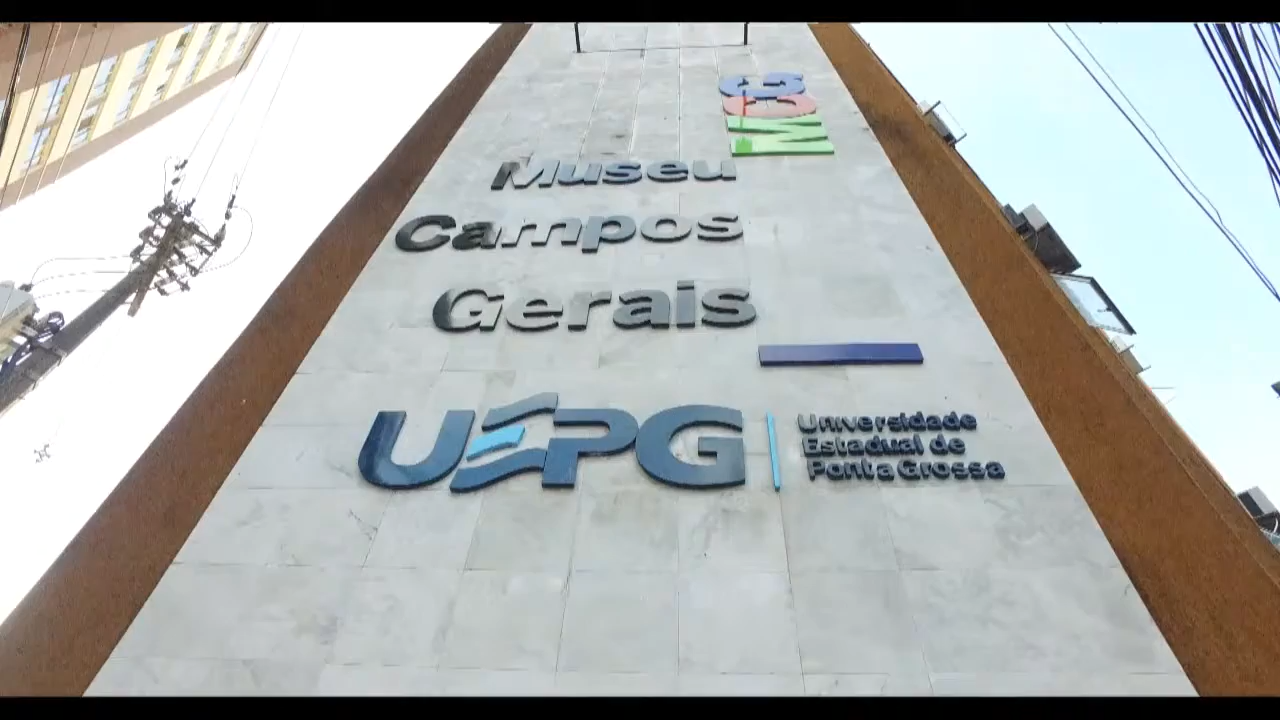 MCG
Museu
Campos
Gerais
UEPG
Universidade
Estadual de
Ponta Grossa